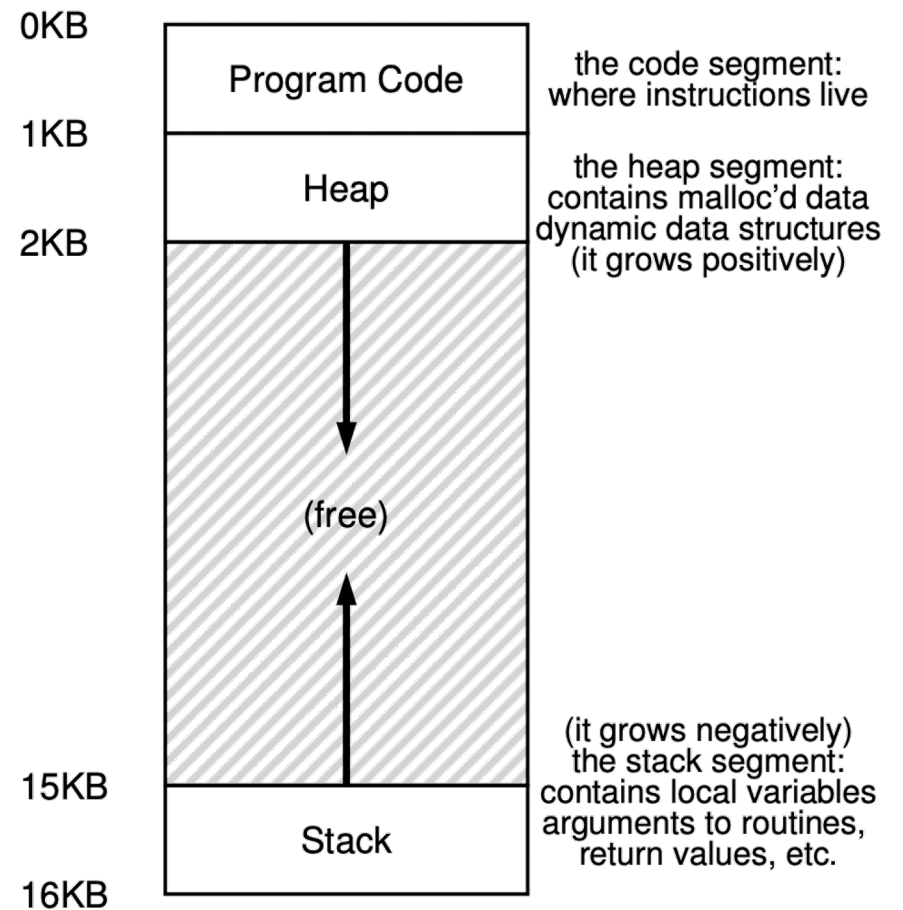 0KB
Program Code
the code segment:
where instructions live
1KB
Heap
the heap segment:
contains malloc'd data
dynamic data structures
(it grows positively)
2KB
(free)
(it grows negatively)
the stack segment:
contains local variables
arguments to routines,
return values, etc.
15KB
Stack
16KB